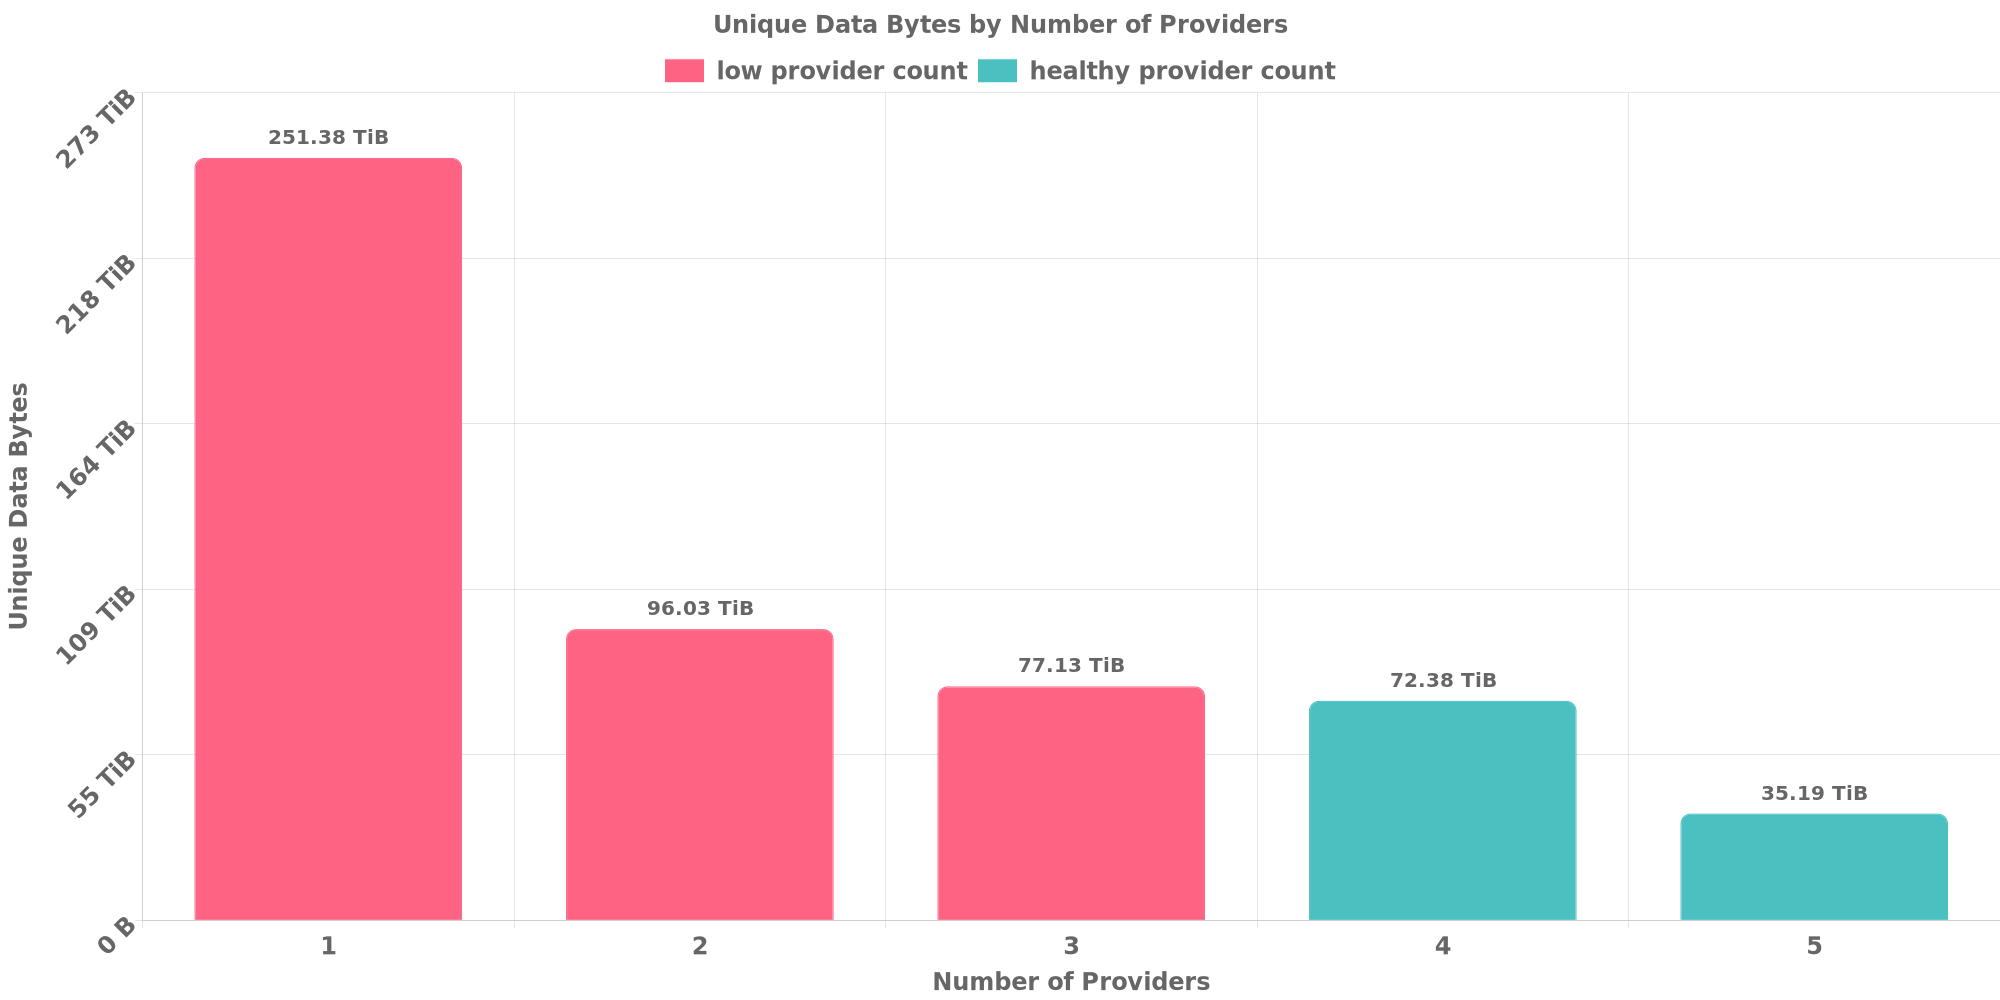 Unique Data Bytes by Number of Providers
low provider count
healthy provider count
273 TiB
218 TiB
164 TiB
109 TiB
55 TiB
0 B
Unique Data Bytes
251.38 TiB
96.03 TiB
77.13 TiB
72.38 TiB
35.19 TiB
1
2
3
4
5
Number of Providers